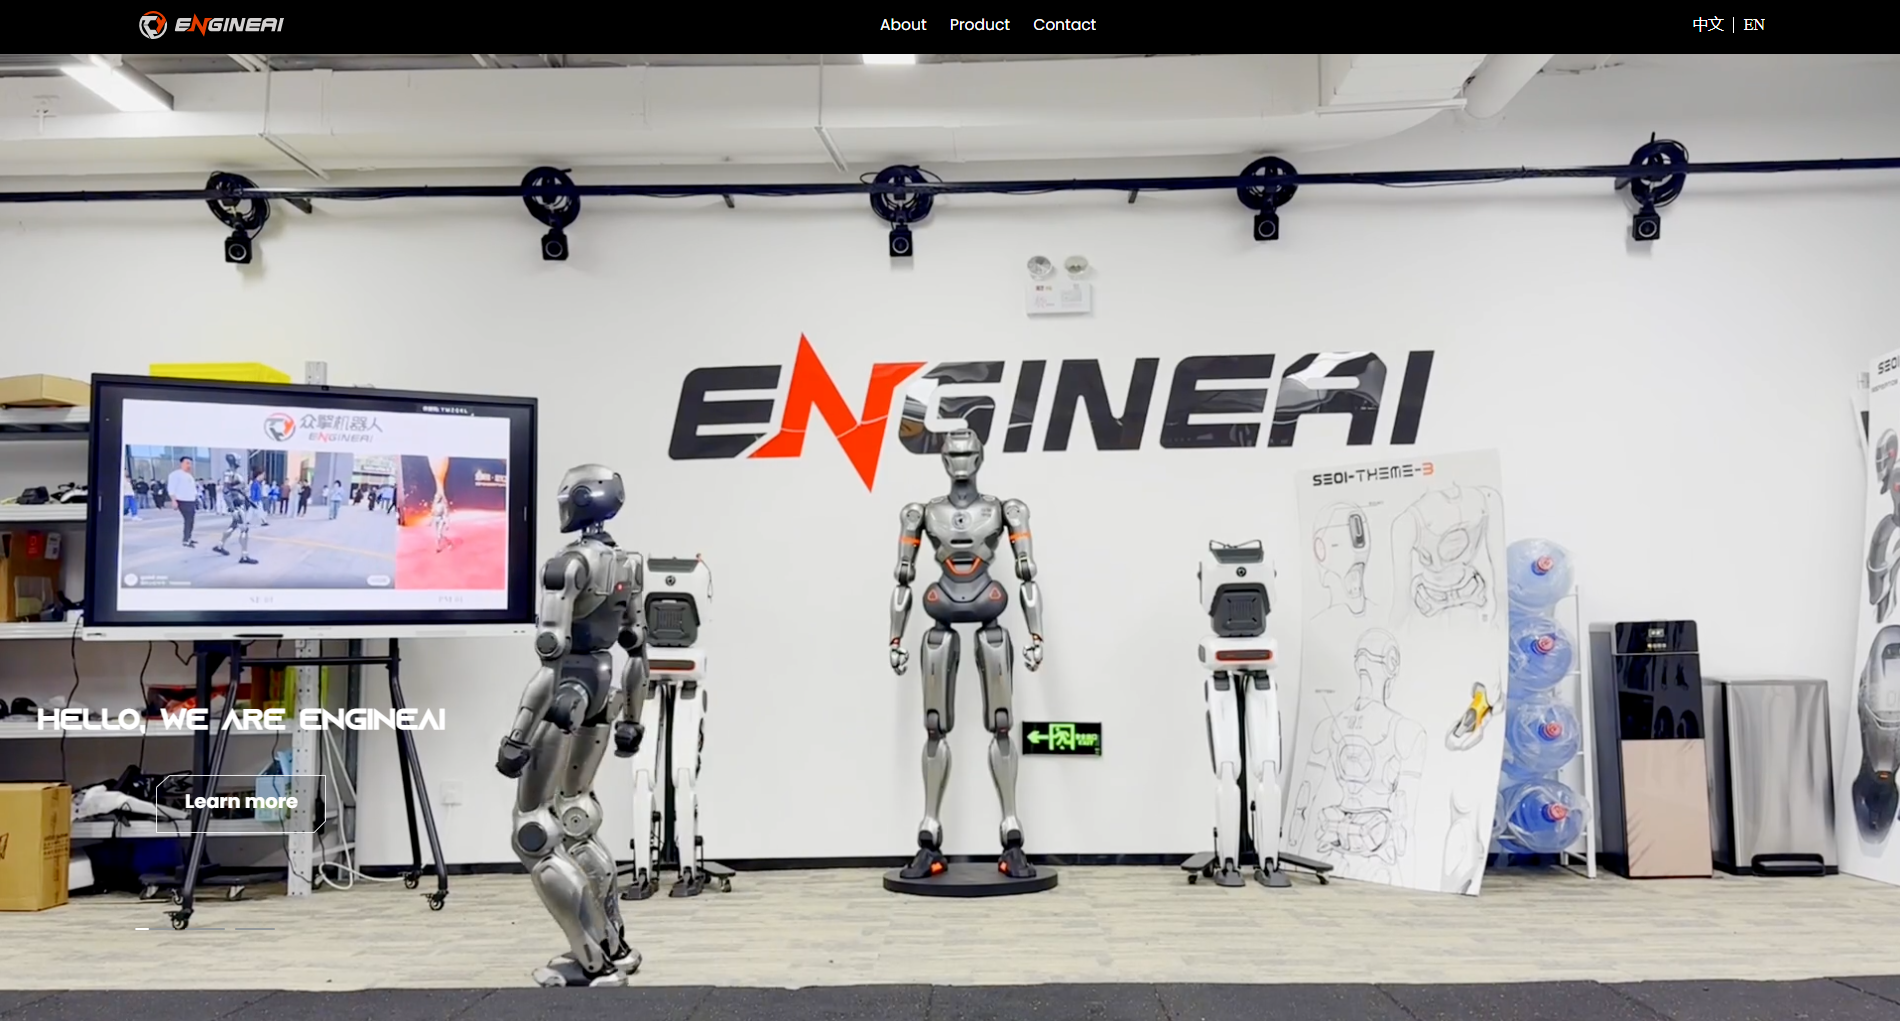 ENGINEAI
About
Product
Contact
中文 | EN
ENGINEAI
众擎机器人
ENGINEAI
SE01-THEME-3
SE01
HELLO, WE ARE ENGINEAI
Learn more